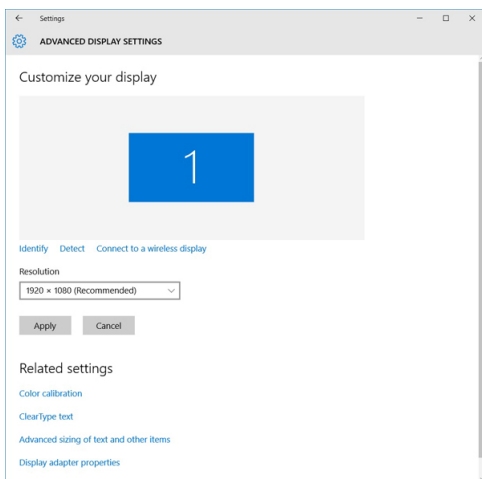 Settings
ADVANCED DISPLAY SETTINGS
Customize your display
1
Identify Detect Connect to a wireless display
Resolution
1920 × 1080 (Recommended)
Apply Cancel
Related settings
Color calibration
ClearType text
Advanced sizing of text and other items
Display adapter properties